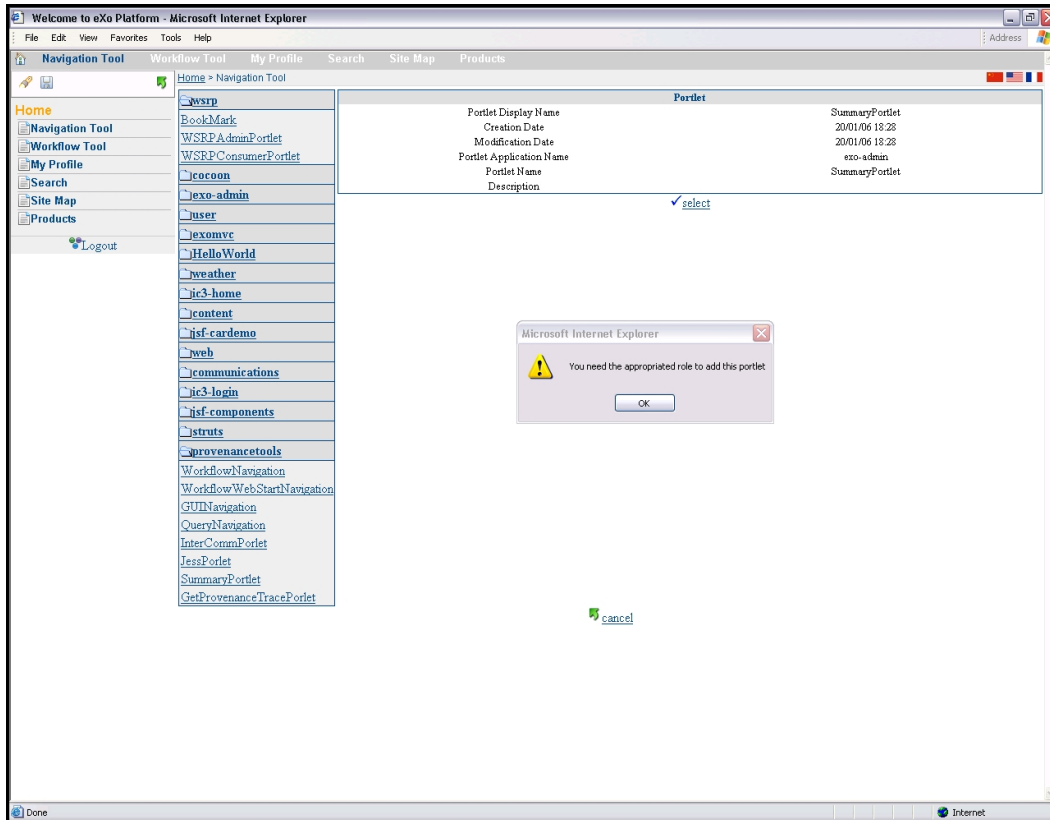 Welcome to eXo Platform - Microsoft Internet Explorer
File Edit View Favorites Tools Help
Address
Navigation Tool Workflow Tool My Profile Search Site Map Products
Home > Navigation Tool
Home
Navigation Tool
Workflow Tool
My Profile
Search
Site Map
Products
Logout
wsrp
BookMark
WSRPAdminPortlet
WSRPConsumerPortlet
cocoon
exo-admin
user
exomvc
HelloWorld
weather
ic3-home
content
jsf-cardemo
web
communications
ic3-login
jsf-components
struts
provenancetools
WorkflowNavigation
WorkflowWebStartNavigation
GUINavigation
QueryNavigation
InterCommPorlet
JessPorlet
SummaryPortlet
GetProvenanceTracePorlet
Portlet
Portlet Display Name SummaryPortlet
Creation Date 20/01/06 18:28
Modification Date 20/01/06 18:28
Portlet Application Name exo-admin
Portlet Name SummaryPortlet
Description
select
Microsoft Internet Explorer
You need the appropriated role to add this portlet
OK
cancel
Done Internet